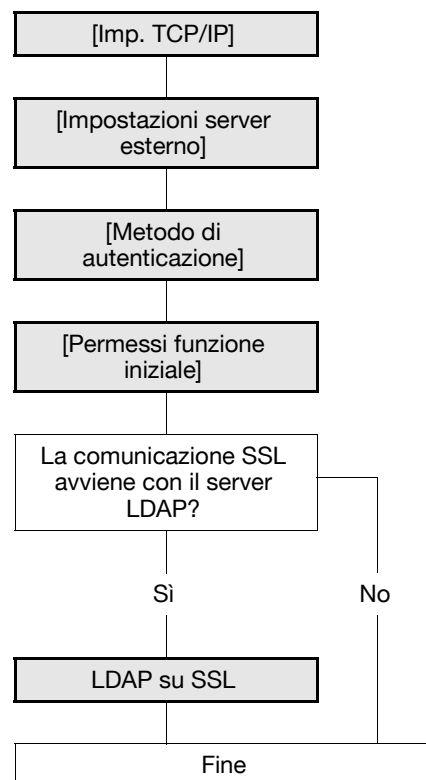 [Imp. TCP/IP]
[Impostazioni server
esterno]
[Metodo di
autenticazione]
[Permessi funzione
iniziale]
La comunicazione SSL
avviene con il server
LDAP?
Sì
No
LDAP su SSL
Fine